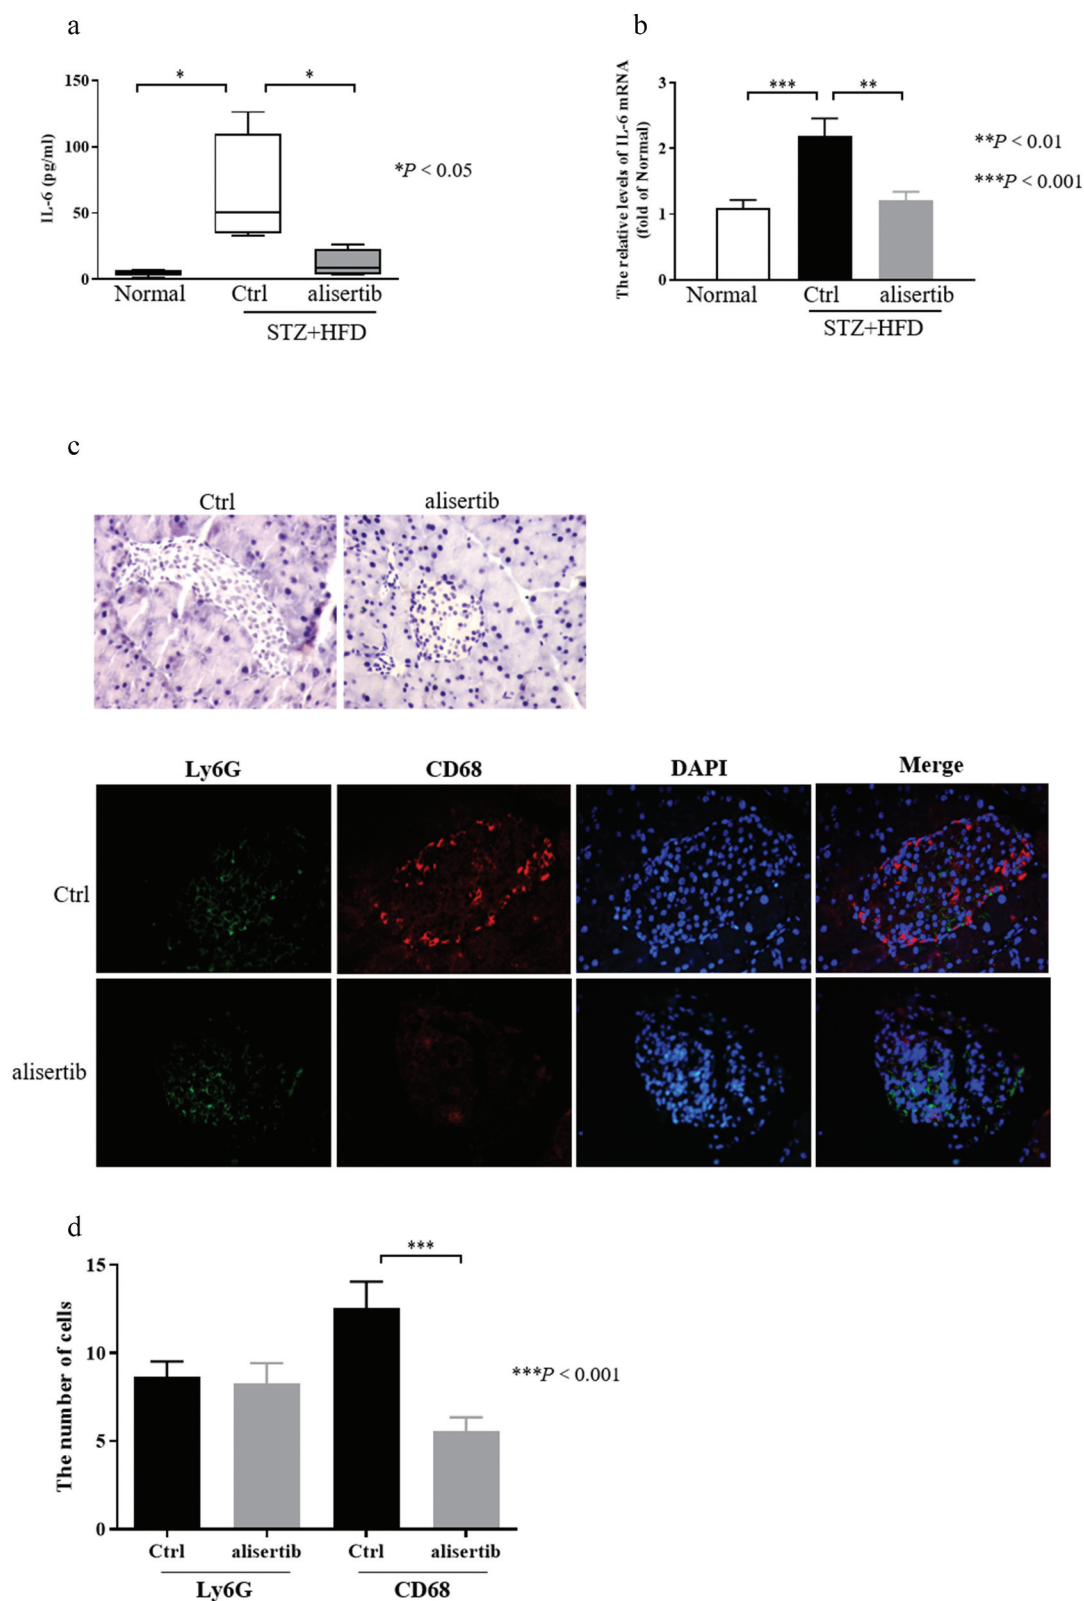 a
150
100
50
0
IL-6 (pg/ml)
*
*
*P < 0.05
Normal
Ctrl
alisertib
STZ+HFD
b
3
2
1
0
The relative levels of IL-6 mRNA
(fold of Normal)
***
**
**P < 0.01
***P < 0.001
Normal
Ctrl
alisertib
STZ+HFD
c
Ctrl
alisertib
Ly6G
CD68
DAPI
Merge
Ctrl
alisertib
d
15
10
5
0
The number of cells
***
***P < 0.001
Ctrl
alisertib
Ctrl
alisertib
Ly6G
CD68